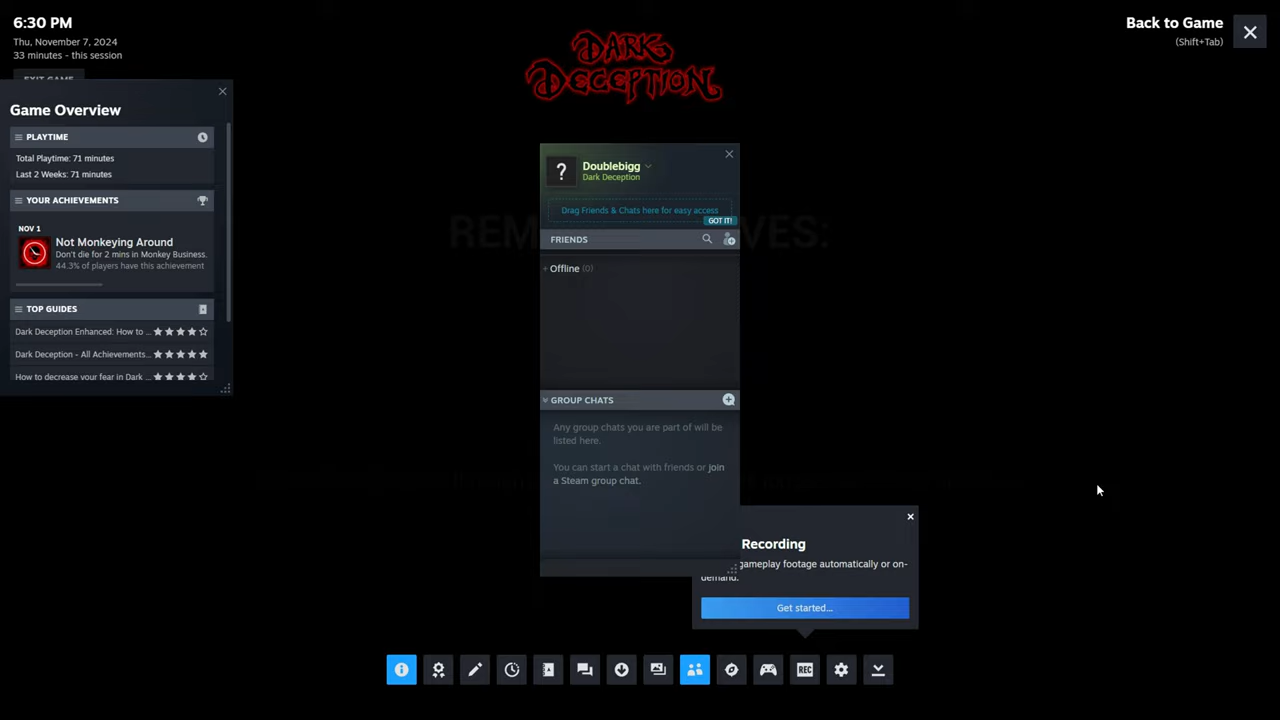 6:30 PM
Thu, November 7, 2024
33 minutes - this session
EXIT GAME
Back to Game
(Shift+Tab)
DARK
DECEPTION
Game Overview
PLAYTIME
Total Playtime: 71 minutes
Last 2 Weeks: 71 minutes
YOUR ACHIEVEMENTS
NOV 1
Not Monkeying Around
Don't die for 2 mins in Monkey Business.
44.3% of players have this achievement
TOP GUIDES
Dark Deception Enhanced: How to ...
Dark Deception - All Achievements...
How to decrease your fear in Dark ...
?
Doublebigg
Dark Deception
Drag Friends & Chats here for easy access
GOT IT!
FRIENDS
+ Offline (0)
GROUP CHATS
Any group chats you are part of will be
listed here.
You can start a chat with friends or join
a Steam group chat.
Recording
gameplay footage automatically or on-
demand.
Get started...
REC